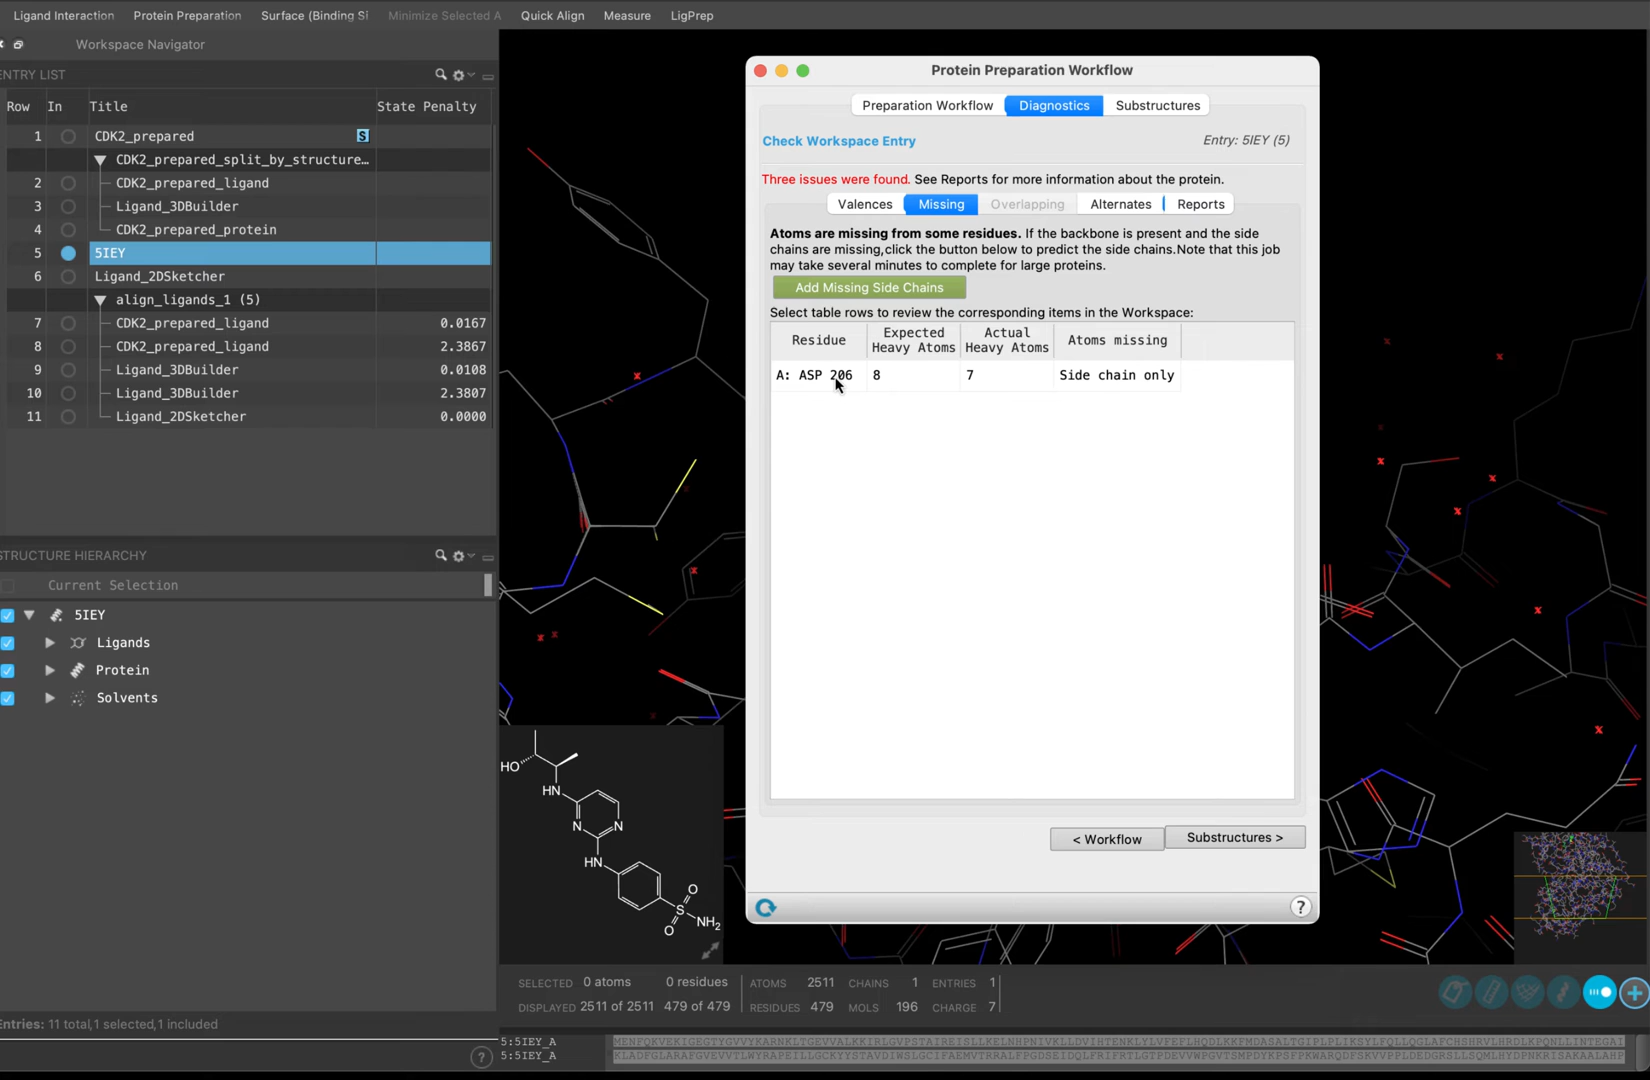 Ligand Interaction Protein Preparation Surface (Binding Si Minimize Selected A Quick Align Measure LigPrep
Workspace Navigator
ENTRY LIST
Row In Title State Penalty
1 CDK2_prepared S
CDK2_prepared_split_by_structure…
2 CDK2_prepared_ligand
3 Ligand_3DBuilder
4 CDK2_prepared_protein
5 5IEY
6 Ligand_2DSketcher
align_ligands_1 (5)
7 CDK2_prepared_ligand 0.0167
8 CDK2_prepared_ligand 2.3867
9 Ligand_3DBuilder 0.0108
10 Ligand_3DBuilder 2.3807
11 Ligand_2DSketcher 0.0000
STRUCTURE HIERARCHY
Current Selection
5IEY
Ligands
Protein
Solvents
Entries: 11 total,1 selected,1 included
?
Protein Preparation Workflow
Preparation Workflow Diagnostics Substructures
Check Workspace Entry Entry: 5IEY (5)
Three issues were found. See Reports for more information about the protein.
Valences Missing Overlapping Alternates Reports
Atoms are missing from some residues. If the backbone is present and the side
chains are missing,click the button below to predict the side chains.Note that this job
may take several minutes to complete for large proteins.
Add Missing Side Chains
Select table rows to review the corresponding items in the Workspace:
Residue Expected Heavy Atoms Actual Heavy Atoms Atoms missing
A: ASP 206 8 7 Side chain only
< Workflow Substructures >
?
HO
HN
N N
HN
O
S NH2
O
SELECTED 0 atoms 0 residues ATOMS 2511 CHAINS 1 ENTRIES 1
DISPLAYED 2511 of 2511 479 of 479 RESIDUES 479 MOLS 196 CHARGE 7
5:5IEY_A
5:5IEY_A